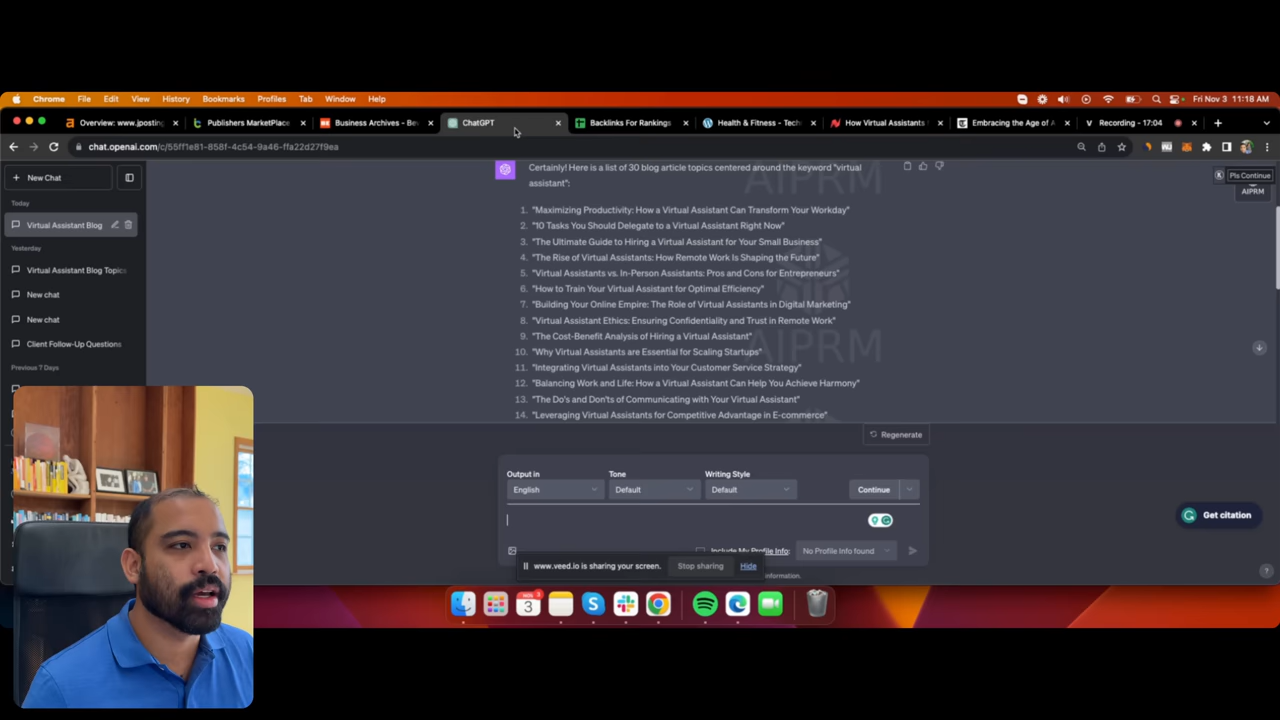 Chrome File Edit View History Bookmarks Profiles Tab Window Help Fri Nov 3 11:18 AM
Overview: www.jposting Publishers MarketPlace Business Archives - Be ChatGPT Backlinks For Rankings Health & Fitness - Tech How Virtual Assistants Embracing the Age of A Recording - 17:04
chat.openai.com/c/55ff1e81-858f-4c54-9a46-ffa22d27f9ea
New Chat
Today
Virtual Assistant Blog
Yesterday
Virtual Assistant Blog Topics
New chat
New chat
Client Follow-Up Questions
Previous 7 Days
Pls Continue
AIPRM
Certainly! Here is a list of 30 blog article topics centered around the keyword "virtual
assistant":
AIPRM
1. "Maximizing Productivity: How a Virtual Assistant Can Transform Your Workday"
2. "10 Tasks You Should Delegate to a Virtual Assistant Right Now"
3. "The Ultimate Guide to Hiring a Virtual Assistant for Your Small Business"
4. "The Rise of Virtual Assistants: How Remote Work Is Shaping the Future"
5. "Virtual Assistants vs. In-Person Assistants: Pros and Cons for Entrepreneurs"
6. "How to Train Your Virtual Assistant for Optimal Efficiency"
7. "Building Your Online Empire: The Role of Virtual Assistants in Digital Marketing"
8. "Virtual Assistant Ethics: Ensuring Confidentiality and Trust in Remote Work"
9. "The Cost-Benefit Analysis of Hiring a Virtual Assistant"
AIPRM
10. "Why Virtual Assistants are Essential for Scaling Startups"
11. "Integrating Virtual Assistants into Your Customer Service Strategy"
12. "Balancing Work and Life: How a Virtual Assistant Can Help You Achieve Harmony"
13. "The Do's and Don'ts of Communicating with Your Virtual Assistant"
14. "Leveraging Virtual Assistants for Competitive Advantage in E-commerce"
Regenerate
Output in Tone Writing Style
English Default Default Continue
Get citation
Include My Profile Info: No Profile Info found
www.veed.io is sharing your screen. Stop sharing Hide
information.